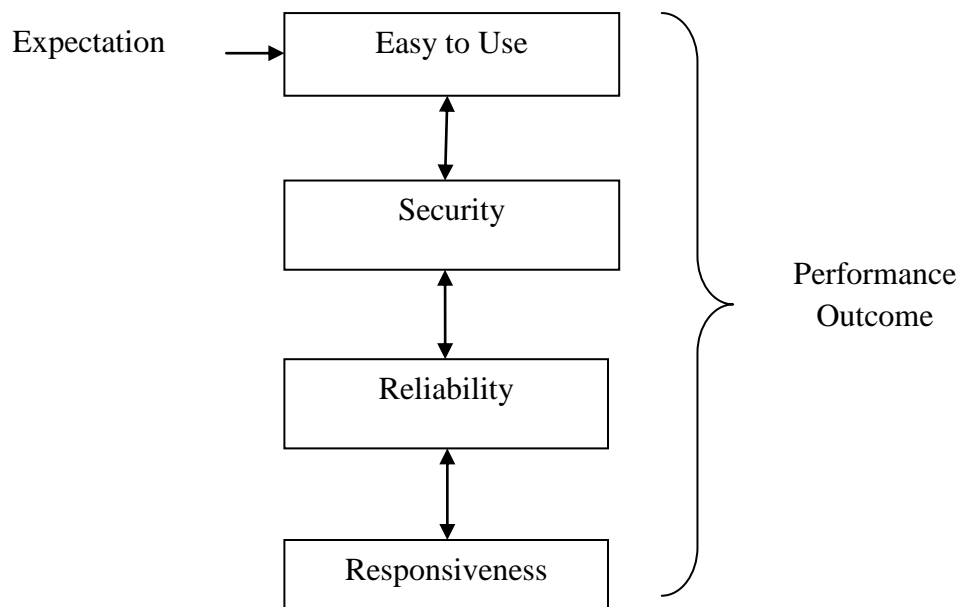 Expectation
Easy to Use
Security
Performance
Outcome
Reliability
Responsiveness